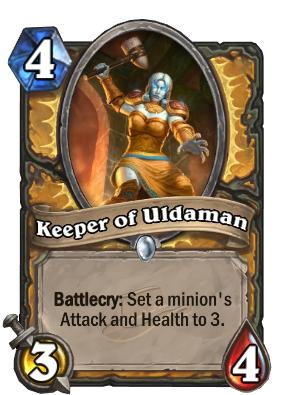 4
Keeper of Uldaman
Battlecry: Set a minion's
Attack and Health to 3.
3
4